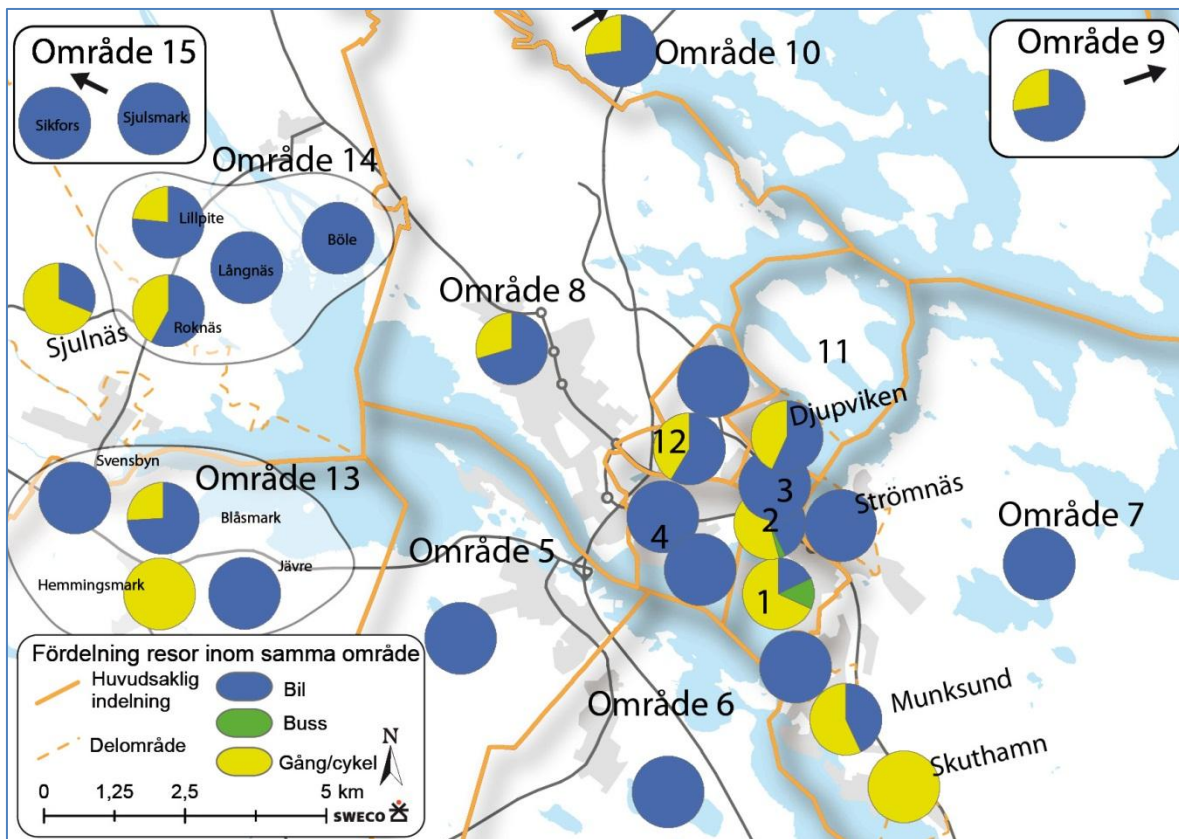 Område 15
Sikfors
Sjulsmark
Område 10
Område 9
Område 14
Lillpite
Böle
Långnäs
Roknäs
Sjulnäs
Område 8
11
Djupviken
12
3
Strömnäs
2
4
Område 7
Svensbyn
Område 13
Blåsmark
Hemmingsmark
Jävre
Område 5
1
Område 6
Munksund
Skuthamn
Fördelning resor inom samma område
Huvudsaklig
indelning
Bil
Buss
Delområde
Gång/cykel
N
0 1,25 2,5 5 km
SWECO